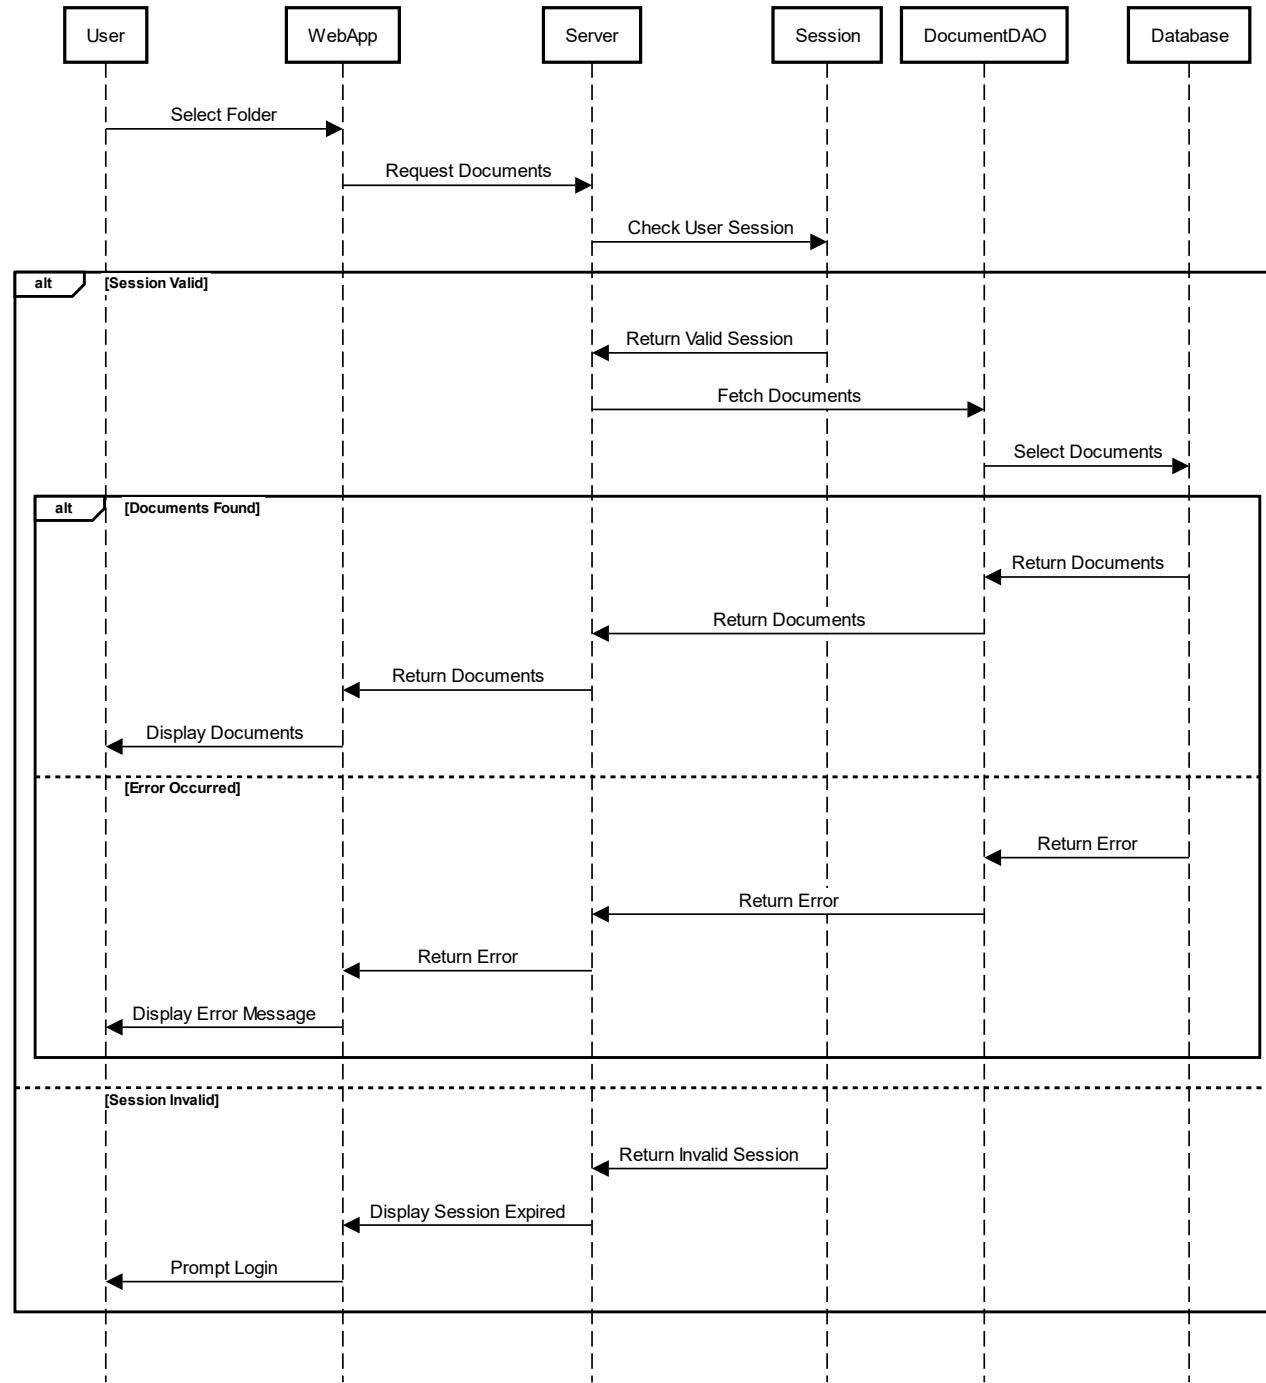 User
WebApp
Server
Session
DocumentDAO
Database
Select Folder
Request Documents
Check User Session
alt
[Session Valid]
Return Valid Session
Fetch Documents
Select Documents
alt
[Documents Found]
Return Documents
Return Documents
Return Documents
Display Documents
[Error Occurred]
Return Error
Return Error
Return Error
Display Error Message
[Session Invalid]
Return Invalid Session
Display Session Expired
Prompt Login